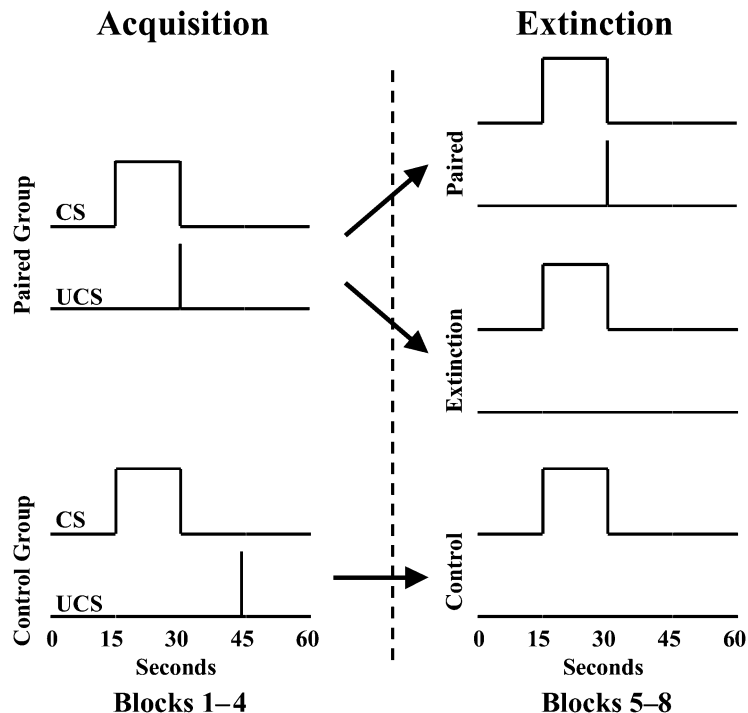 Acquisition
Extinction
Paired Group
CS
UCS
Paired
Extinction
Control Group
CS
UCS
Control
0 15 30 45 60
Seconds
Blocks 1–4
0 15 30 45 60
Seconds
Blocks 5–8